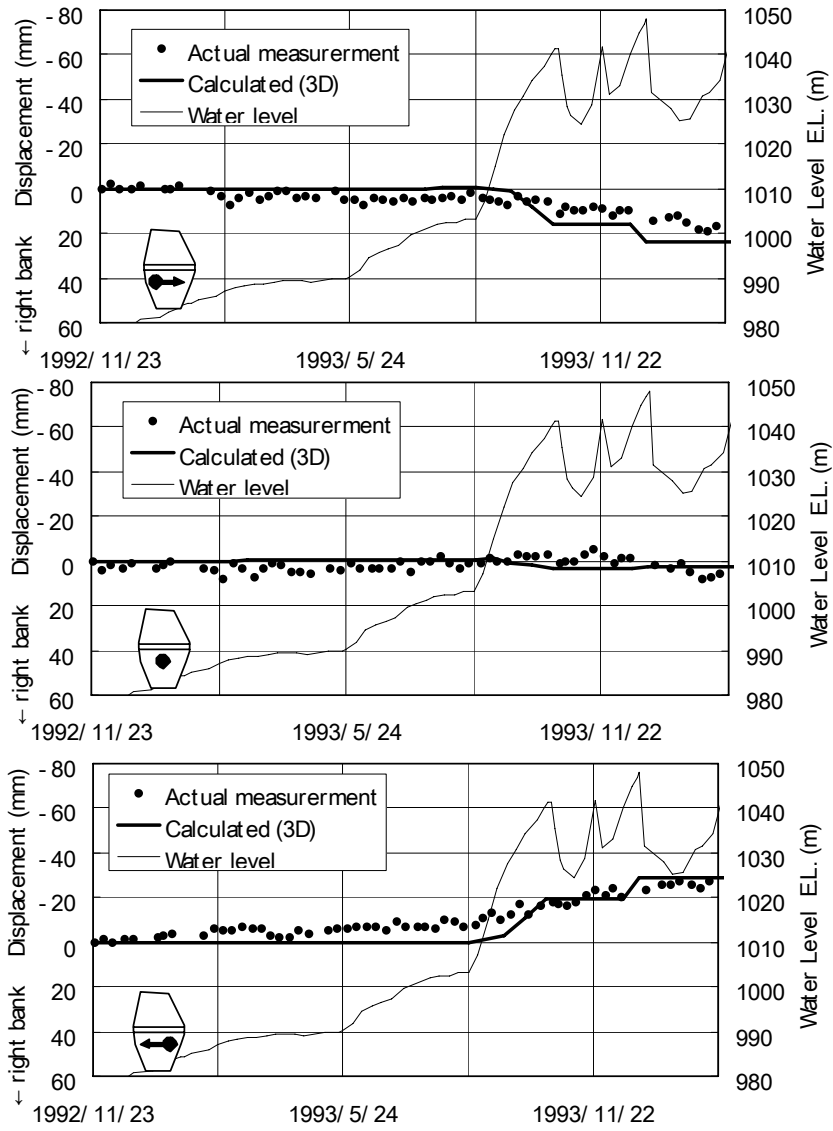 Displacement (mm)
← right bank
- 80
- 60
- 40
- 20
0
20
40
60
Actual measurerment
Calculated (3D)
Water level
1050
1040
1030
1020
1010
1000
990
980
Water Level E.L. (m)
1992/ 11/ 23
1993/ 5/ 24
1993/ 11/ 22
Displacement (mm)
← right bank
- 80
- 60
- 40
- 20
0
20
40
60
Actual measurerment
Calculated (3D)
Water level
1050
1040
1030
1020
1010
1000
990
980
Water Level E.L. (m)
1992/ 11/ 23
1993/ 5/ 24
1993/ 11/ 22
Displacement (mm)
← right bank
- 80
- 60
- 40
- 20
0
20
40
60
Actual measurerment
Calculated (3D)
Water level
1050
1040
1030
1020
1010
1000
990
980
Water Level E.L. (m)
1992/ 11/ 23
1993/ 5/ 24
1993/ 11/ 22